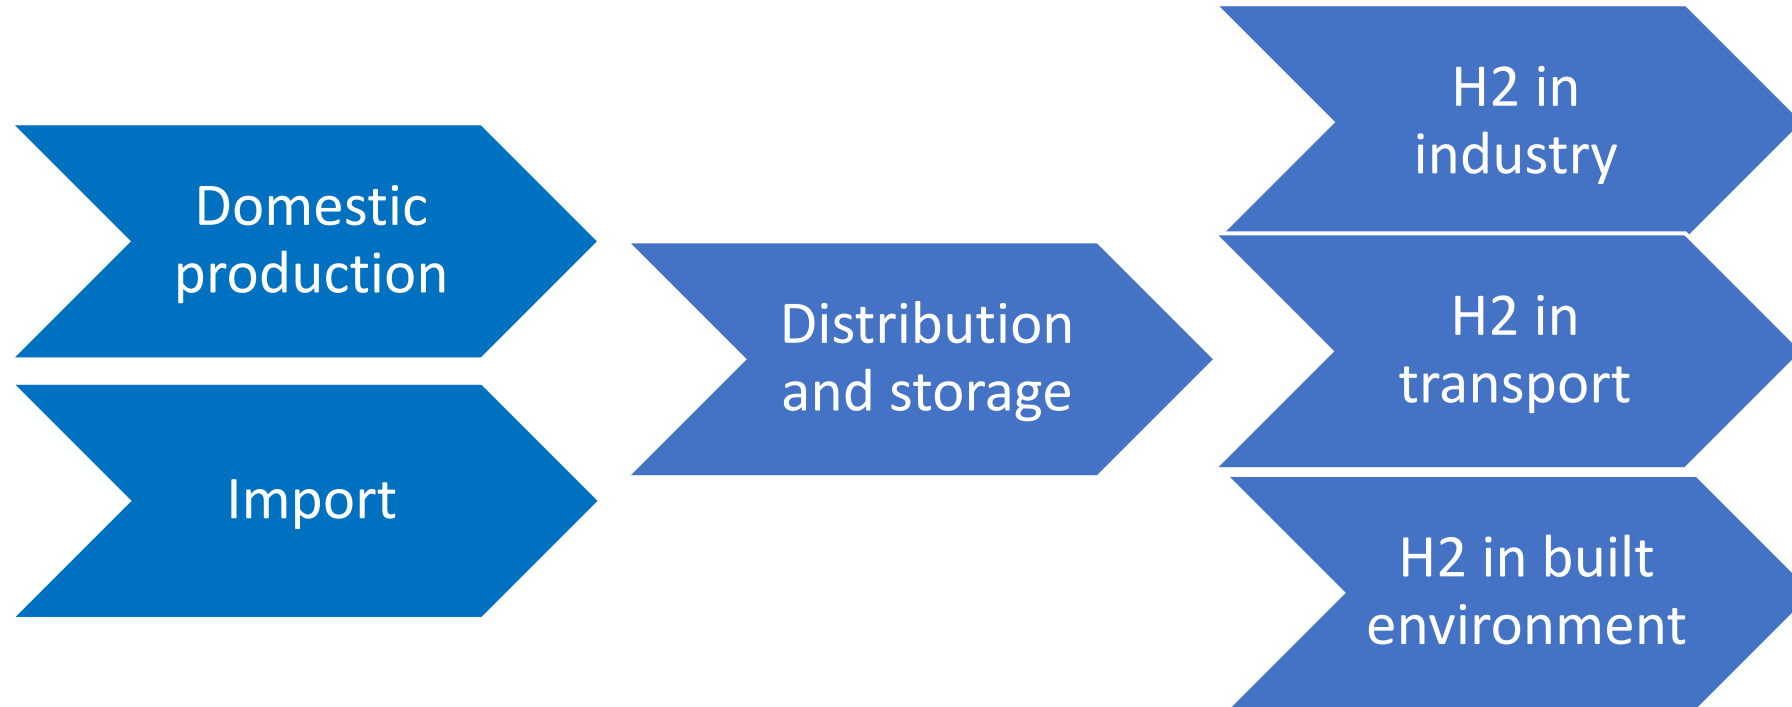 Domestic
production
Import
Distribution
and storage
H2 in
industry
H2 in
transport
H2 in built
environment